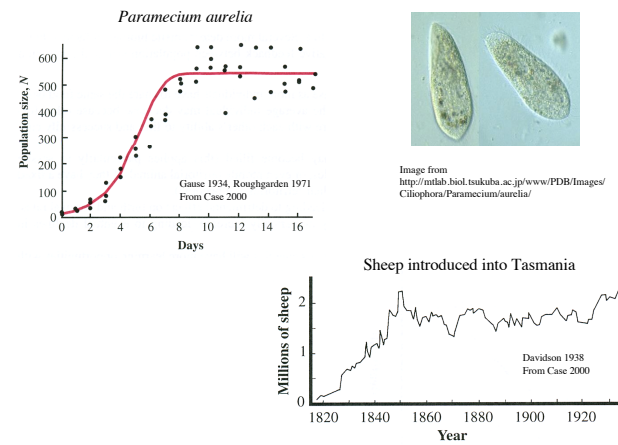 Paramecium aurelia
Population size, N
600
500
400
300
200
100
0
0 2 4 6 8 10 12 14 16
Days
Gause 1934, Roughgarden 1971
From Case 2000
Image from
http://mtlab.biol.tsukuba.ac.jp/www/PDB/Images/
Ciliophora/Paramecium/aurelia/
Sheep introduced into Tasmania
Millions of sheep
2
1
0
1820 1840 1860 1880 1900 1920
Year
Davidson 1938
From Case 2000